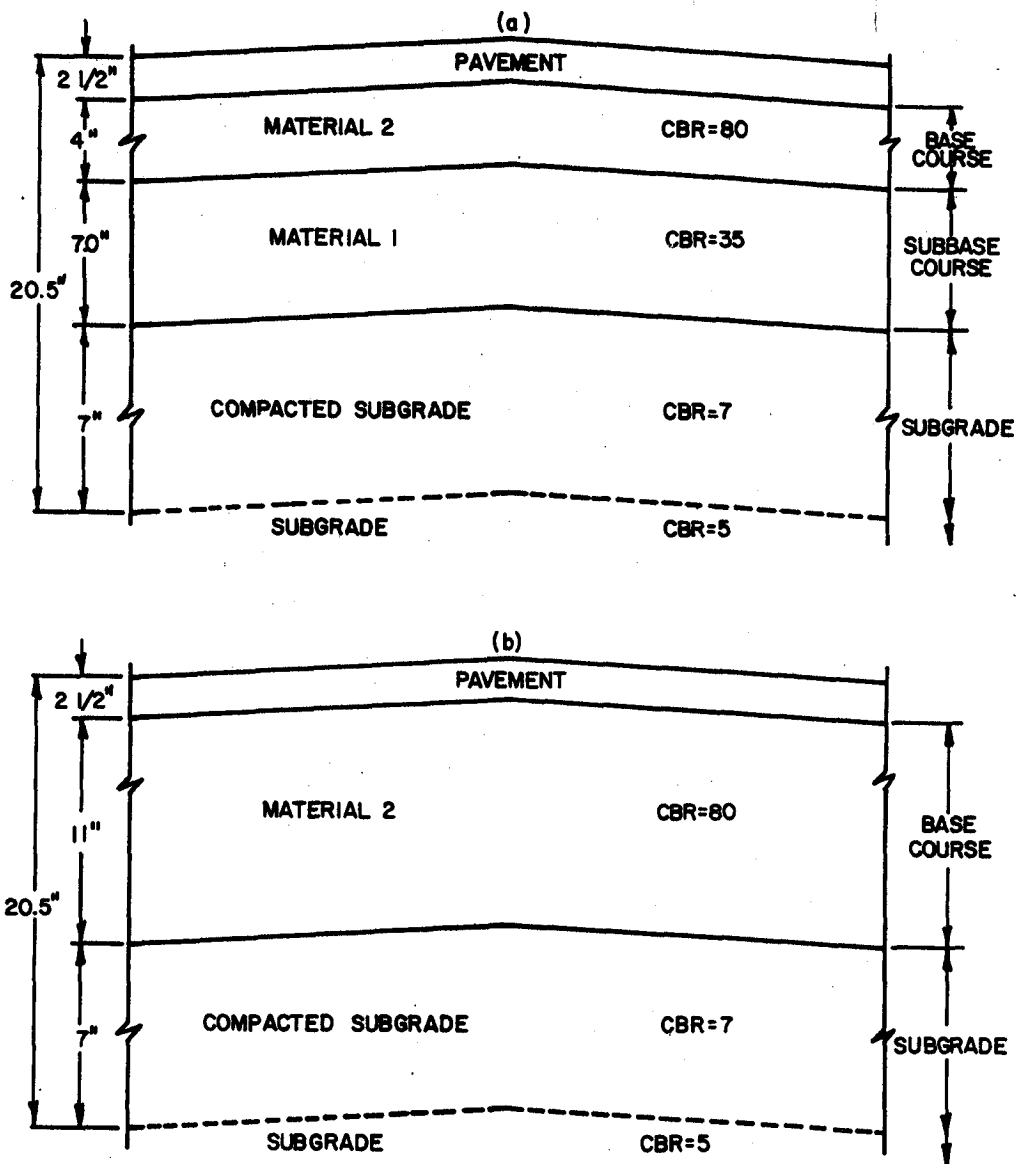 (a)
PAVEMENT
2 1/2"
MATERIAL 2 CBR=80
4"
BASE
COURSE
MATERIAL 1 CBR=35
7.0"
SUBBASE
COURSE
20.5"
COMPACTED SUBGRADE CBR=7
7"
SUBGRADE
SUBGRADE CBR=5
(b)
PAVEMENT
2 1/2"
MATERIAL 2 CBR=80
11"
BASE
COURSE
20.5"
COMPACTED SUBGRADE CBR=7
7"
SUBGRADE
SUBGRADE CBR=5